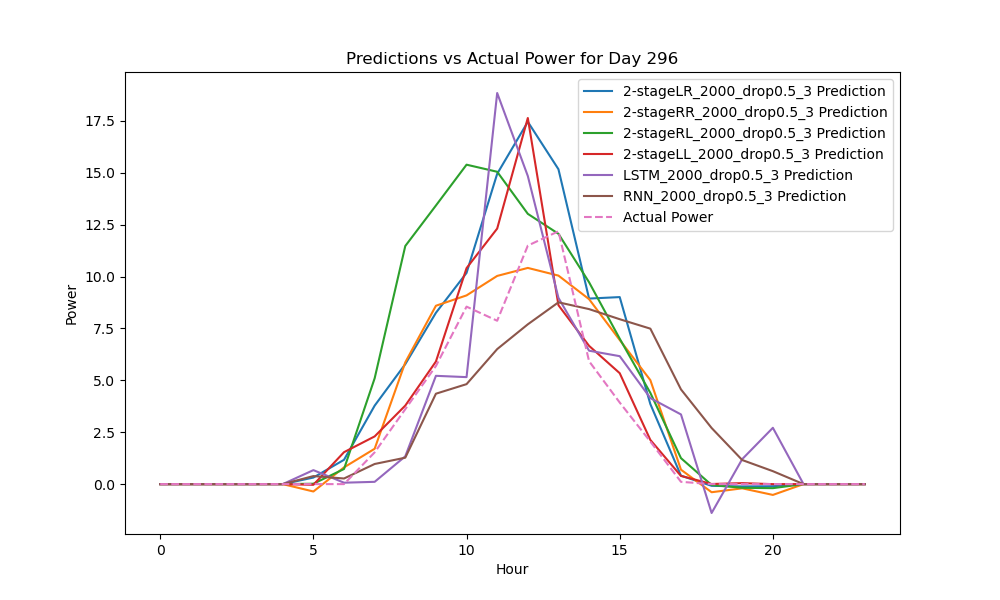 Predictions vs Actual Power for Day 296
2-stageLR_2000_drop0.5_3 Prediction
2-stageRR_2000_drop0.5_3 Prediction
2-stageRL_2000_drop0.5_3 Prediction
2-stageLL_2000_drop0.5_3 Prediction
LSTM_2000_drop0.5_3 Prediction
RNN_2000_drop0.5_3 Prediction
Actual Power
Power
17.5
15.0
12.5
10.0
7.5
5.0
2.5
0.0
0
5
10
15
20
Hour